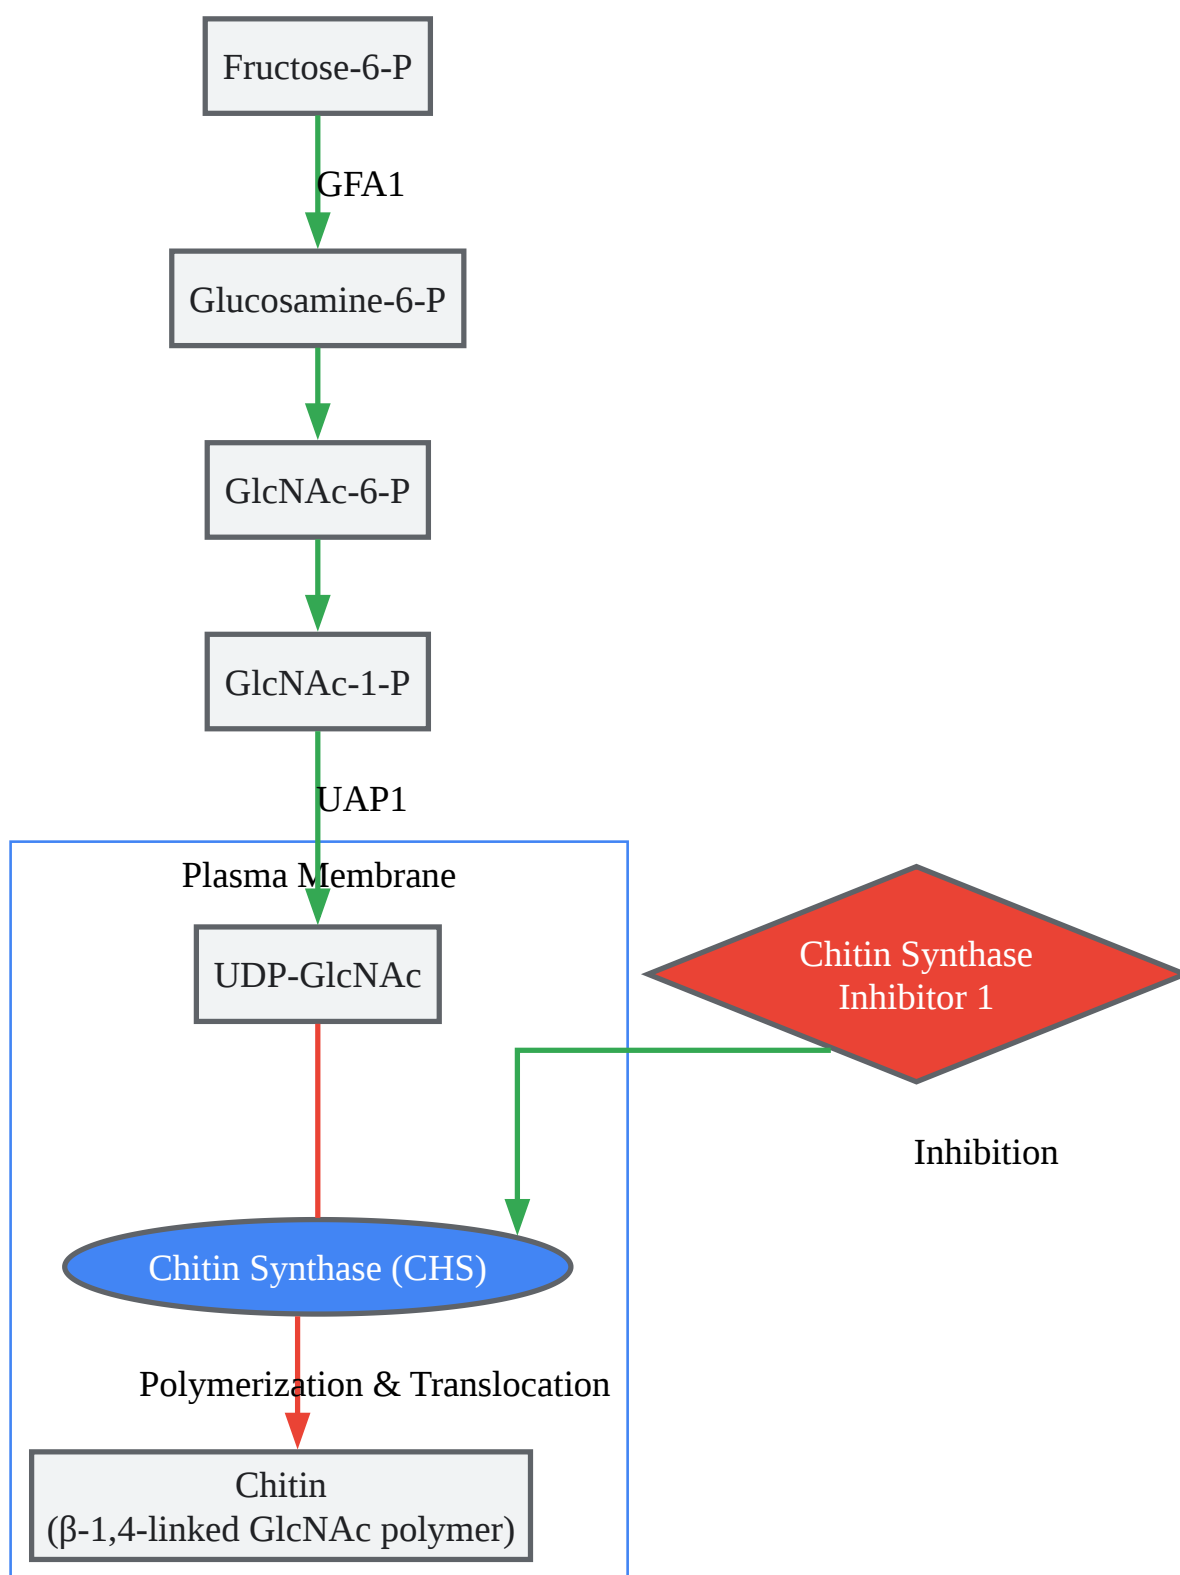 Fructose-6-P
GFA1
Glucosamine-6-P
GlcNAc-6-P
GlcNAc-1-P
UAP1
Plasma Membrane
UDP-GlcNAc
Chitin Synthase
Inhibitor 1
Inhibition
Chitin Synthase (CHS)
Polymerization & Translocation
Chitin
(β-1,4-linked GlcNAc polymer)